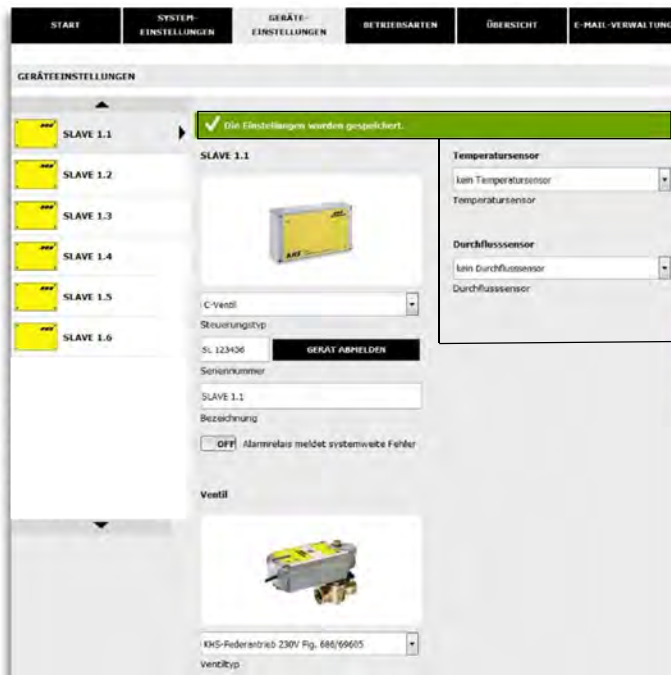 START
SYSTEM-
EINSTELLUNGEN
GERÄTE-
EINSTELLUNGEN
BETRIEBSARTEN
ÜBERSICHT
E-MAIL-VERWALTUNG
GERÄTEEINSTELLUNGEN
SLAVE 1.1
SLAVE 1.2
SLAVE 1.3
SLAVE 1.4
SLAVE 1.5
SLAVE 1.6
Die Einstellungen wurden gespeichert.
SLAVE 1.1
KHS
C-Ventil
Steuerungstyp
SL 123436
GERÄT ABMELDEN
Seriennummer
SLAVE 1.1
Bezeichnung
OFF Alarmrelais meldet systemweite Fehler
Ventil
KHS-Federantrieb 230V Fig. 686/69605
Ventiltyp
Temperatursensor
kein Temperatursensor
Temperatursensor
Durchflusssensor
kein Durchflusssensor
Durchflusssensor